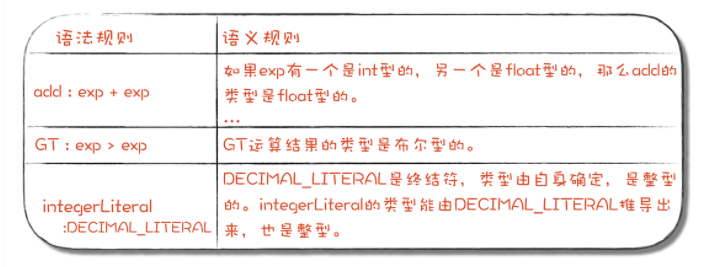 语法规则
语义规则
add : exp + exp
如果exp有一个是int型的，另一个是float型的，那么add的
类型是float型的。
...
GT : exp > exp
GT运算结果的类型是布尔型的。
integerLiteral
:DECIMAL_LITERAL
DECIMAL_LITERAL是终结符，类型由自身确定，是整型
的。integerLiteral的类型能由DECIMAL_LITERAL推导出
来，也是整型。